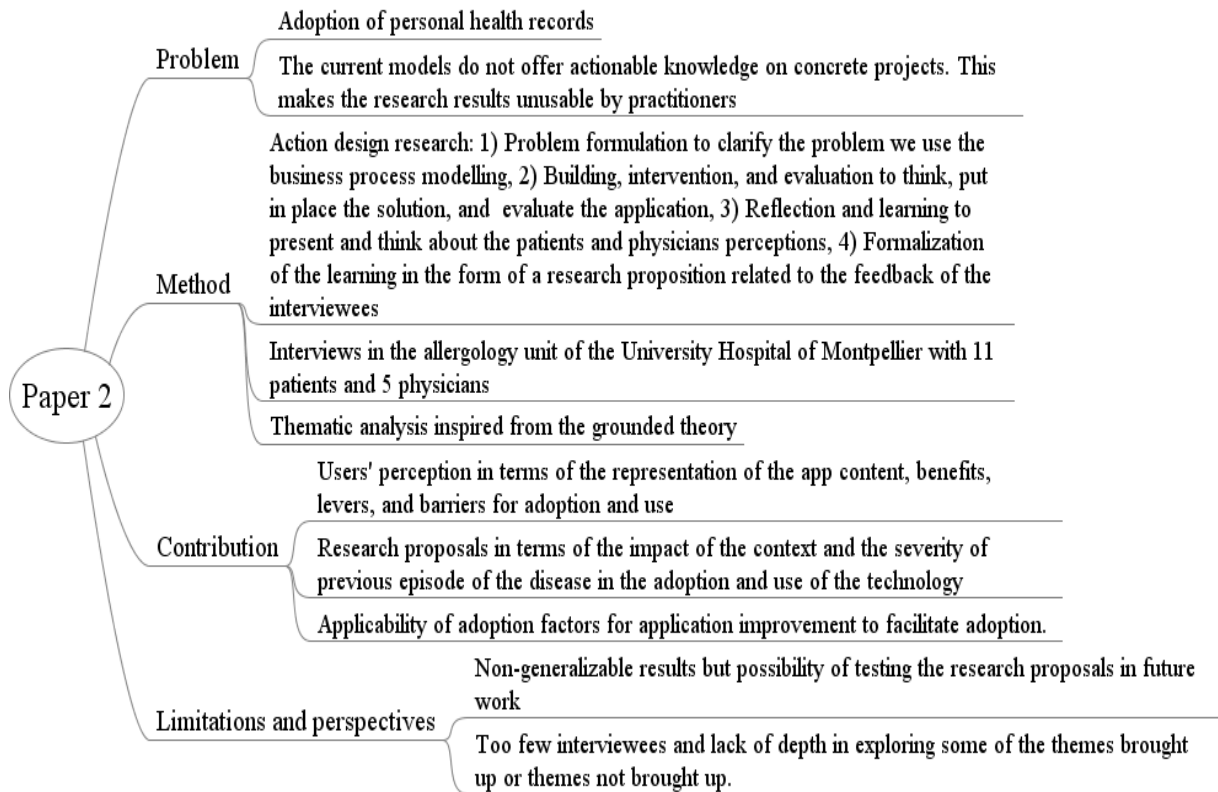 Paper 2
Problem
Adoption of personal health records
The current models do not offer actionable knowledge on concrete projects. This
makes the research results unusable by practitioners
Method
Action design research: 1) Problem formulation to clarify the problem we use the
business process modelling, 2) Building, intervention, and evaluation to think, put
in place the solution, and evaluate the application, 3) Reflection and learning to
present and think about the patients and physicians perceptions, 4) Formalization
of the learning in the form of a research proposition related to the feedback of the
interviewees
Interviews in the allergology unit of the University Hospital of Montpellier with 11
patients and 5 physicians
Thematic analysis inspired from the grounded theory
Contribution
Users' perception in terms of the representation of the app content, benefits,
levers, and barriers for adoption and use
Research proposals in terms of the impact of the context and the severity of
previous episode of the disease in the adoption and use of the technology
Applicability of adoption factors for application improvement to facilitate adoption.
Limitations and perspectives
Non-generalizable results but possibility of testing the research proposals in future
work
Too few interviewees and lack of depth in exploring some of the themes brought
up or themes not brought up.